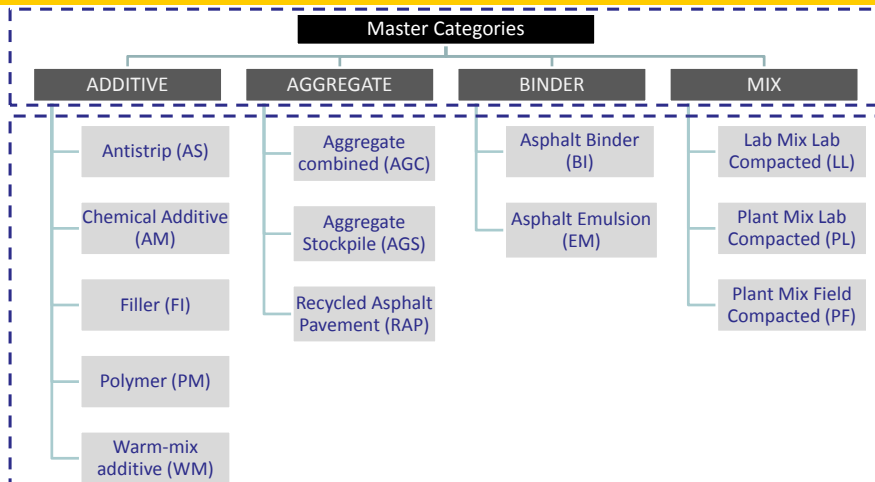 Master Categories
ADDITIVE
AGGREGATE
BINDER
MIX
Antistrip (AS)
Chemical Additive
(AM)
Filler (FI)
Polymer (PM)
Warm-mix
additive (WM)
Aggregate
combined (AGC)
Aggregate
Stockpile (AGS)
Recycled Asphalt
Pavement (RAP)
Asphalt Binder
(BI)
Asphalt Emulsion
(EM)
Lab Mix Lab
Compacted (LL)
Plant Mix Lab
Compacted (PL)
Plant Mix Field
Compacted (PF)